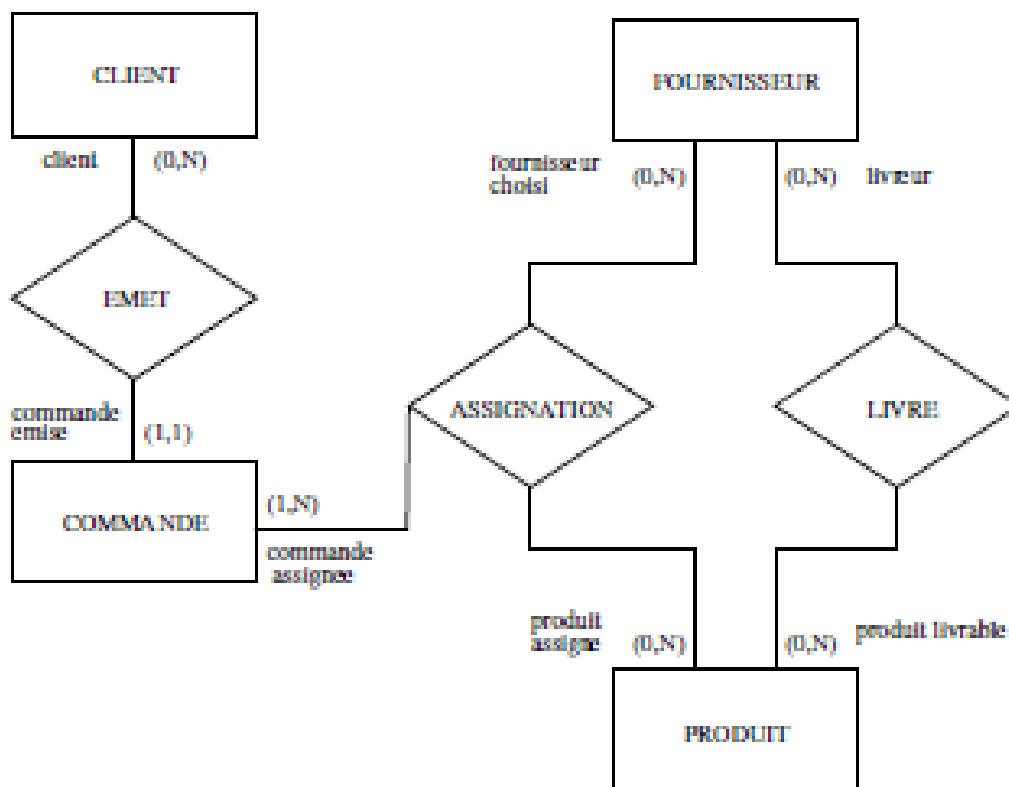 CLIENT
FOURNISSEUR
client
(0,N)
fournisseur
choisi
(0,N)
(0,N)
livreur
EMET
ASSIGNATION
LIVRE
commande
emise
(1,1)
COMMANDE
(1,N)
commande
assignee
produit
assigne
(0,N)
(0,N)
produit livrable
PRODUIT